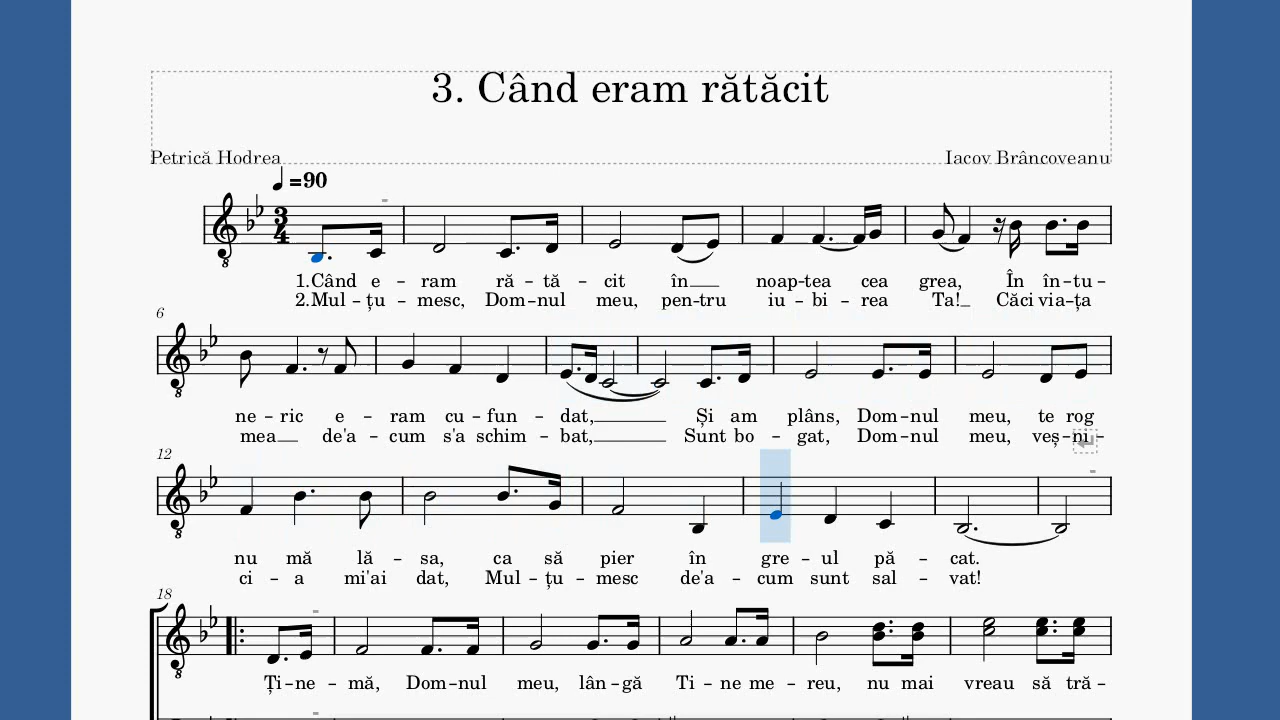 3. Când eram rătăcit
Petrică Hodrea
Iacov Brâncoveanu
=90
3
4
1.Când e - ram ră - tă - cit în noap-tea cea grea, În în-tu-
2.Mul - țu - mesc, Dom-nul meu, pen-tru iu - bi - rea Ta! Căci via-ța
6
ne - ric e - ram cu - fun - dat, Și am plâns, Dom-nul meu, te rog
mea de'a - cum s'a schim - bat, Sunt bo - gat, Dom-nul meu, veș-ni-
12
nu mă lă - sa, ca să pier în gre - ul pă - cat.
ci - a mi'ai dat, Mul - țu - mesc de'a - cum sunt sal - vat!
18
Ți-ne - mă, Dom-nul meu, lân-gă Ti - ne me - reu, nu mai vreau să tră-